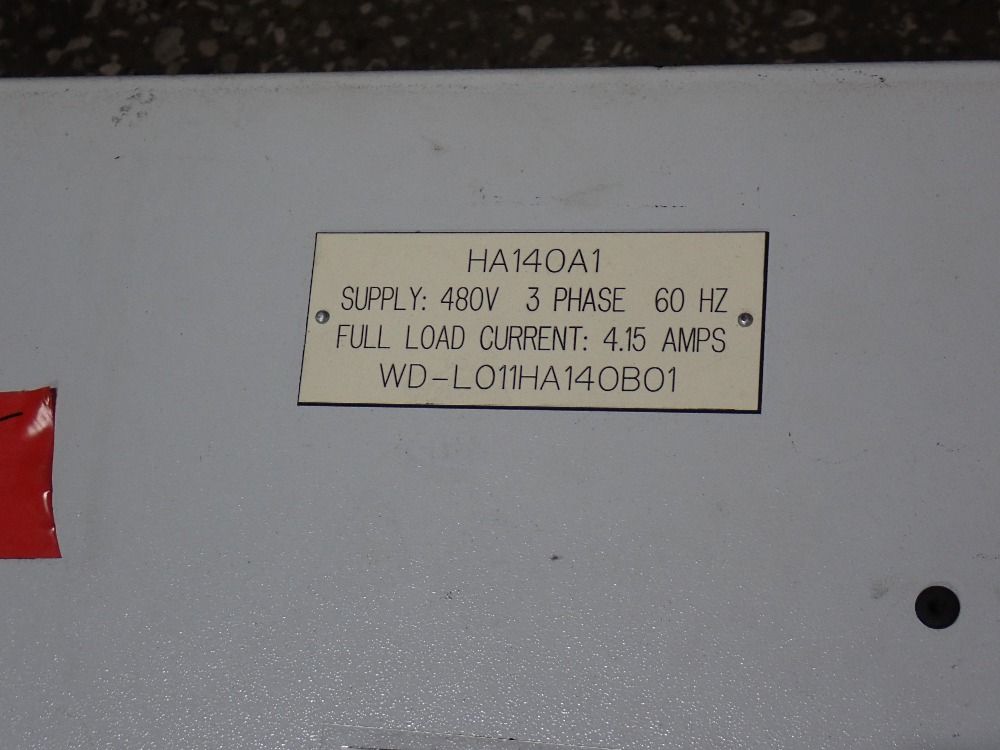 HA140A1
SUPPLY: 480V 3 PHASE 60 HZ
FULL LOAD CURRENT: 4.15 AMPS
WD-L011HA140B01